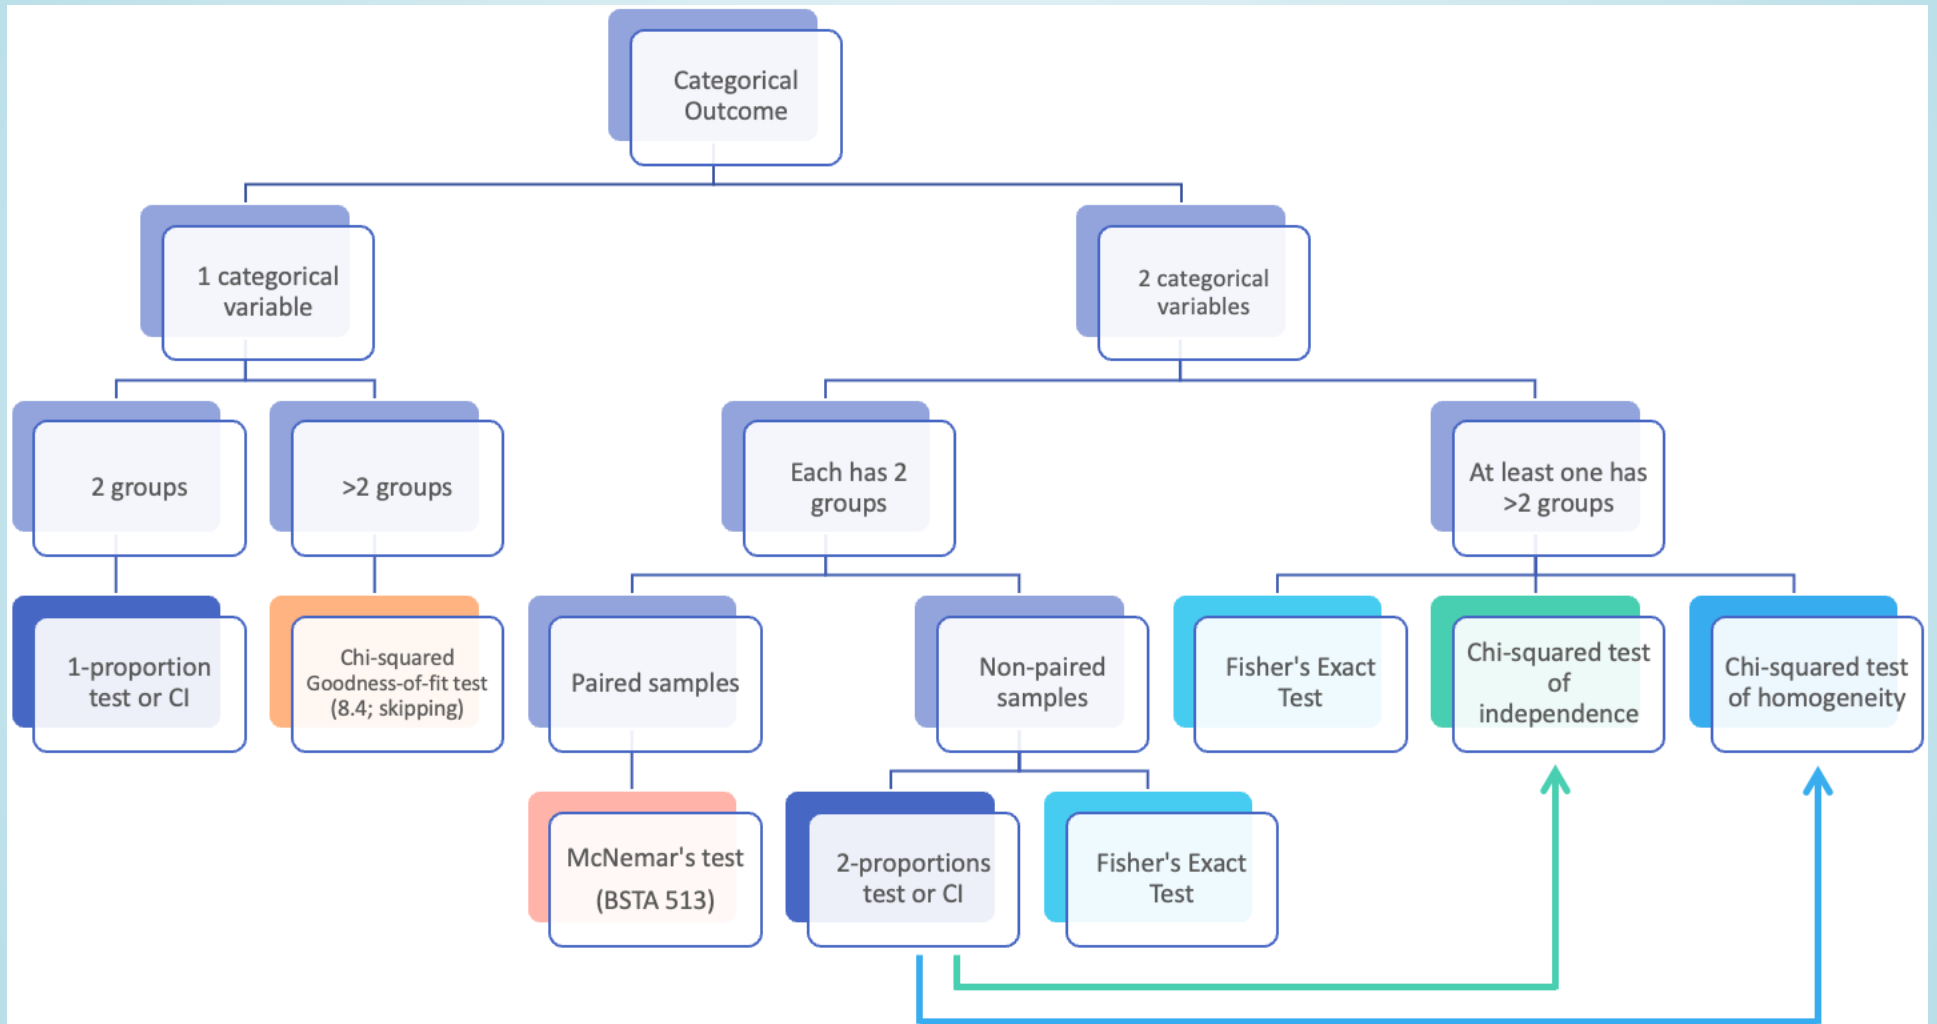 Categorical
Outcome
1 categorical
variable
2 categorical
variables
2 groups
>2 groups
Each has 2
groups
At least one has
>2 groups
1-proportion
test or CI
Chi-squared
Goodness-of-fit test
(8.4; skipping)
Paired samples
Non-paired
samples
Fisher's Exact
Test
Chi-squared test
of
independence
Chi-squared test
of homogeneity
McNemar's test
(BSTA 513)
2-proportions
test or CI
Fisher's Exact
Test